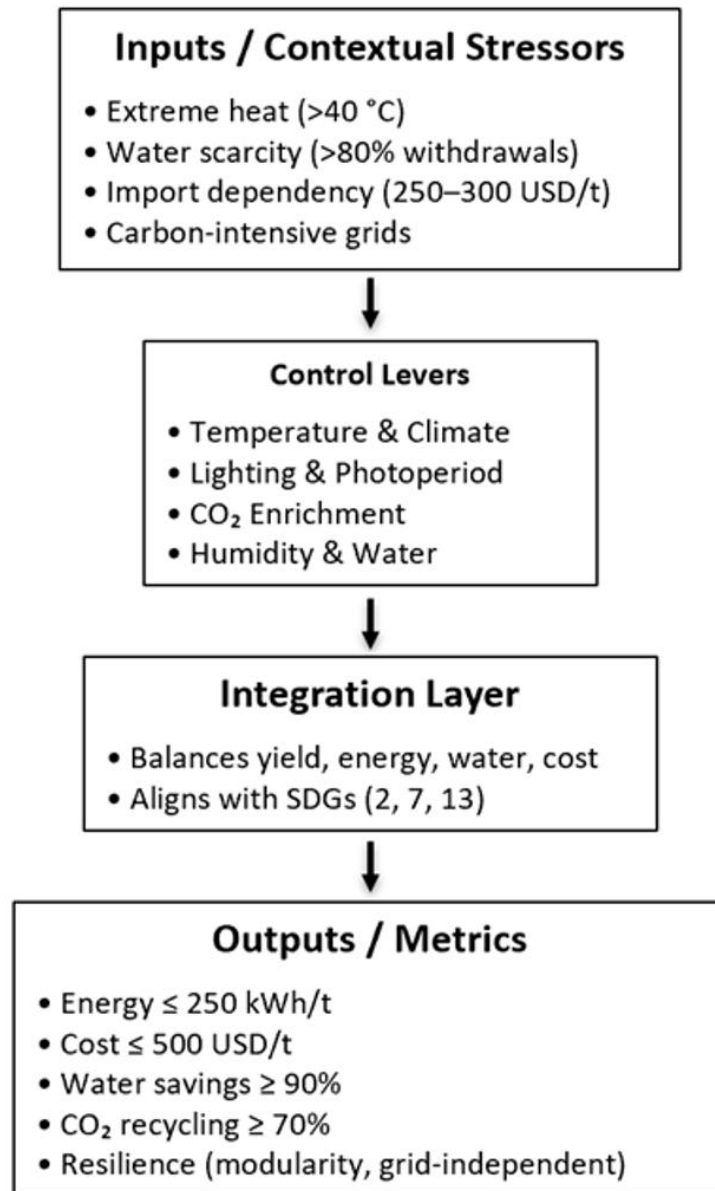 Inputs / Contextual Stressors
• Extreme heat (>40 °C)
• Water scarcity (>80% withdrawals)
• Import dependency (250–300 USD/t)
• Carbon-intensive grids
Control Levers
• Temperature & Climate
• Lighting & Photoperiod
• CO₂ Enrichment
• Humidity & Water
Integration Layer
• Balances yield, energy, water, cost
• Aligns with SDGs (2, 7, 13)
Outputs / Metrics
• Energy ≤ 250 kWh/t
• Cost ≤ 500 USD/t
• Water savings ≥ 90%
• CO₂ recycling ≥ 70%
• Resilience (modularity, grid-independent)